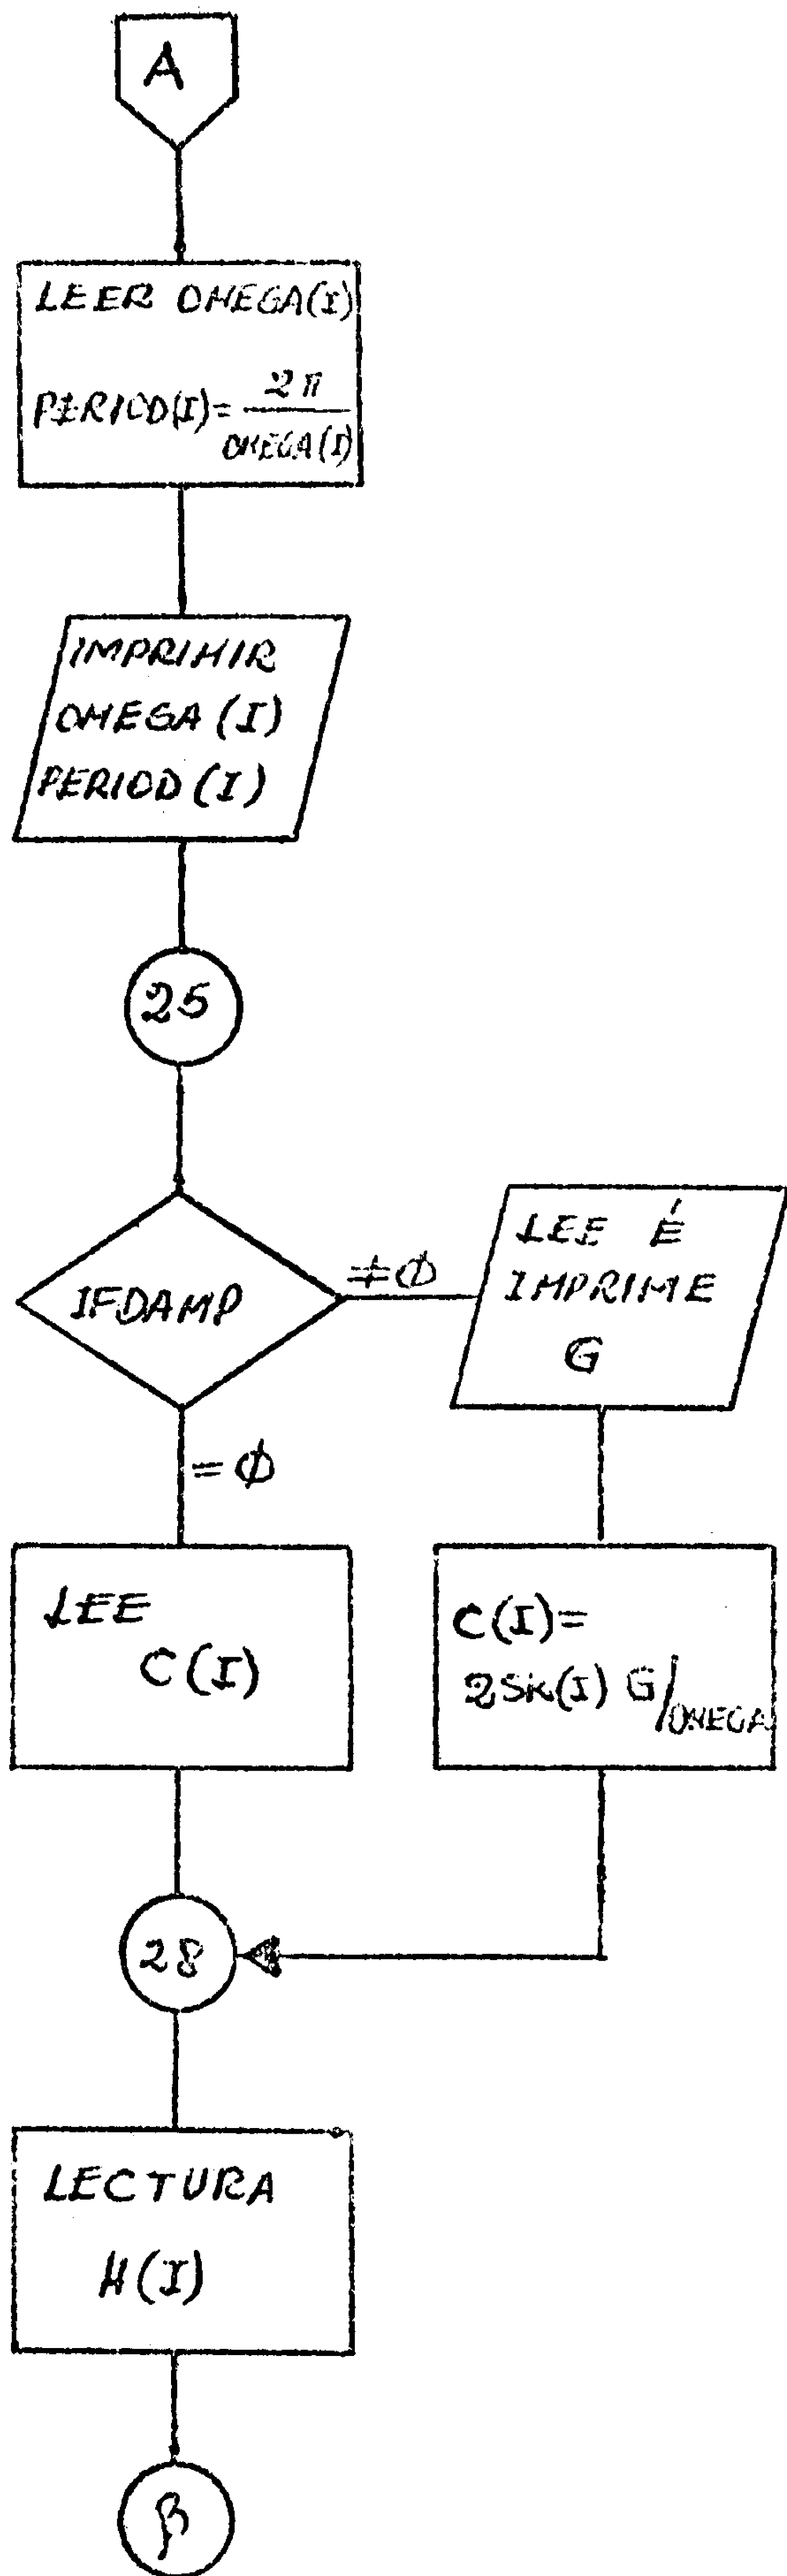 A
LEER OMEGA(I)
PERIOD(I)= 2π
OMEGA(I)
IMPRIMIR
OMEGA (I)
PERIOD (I)
25
IFDAMP
≠Φ
LEE É
IMPRIME
G
=Φ
LEE
C(I)
C(I)=
2SK(I) G/OMEGA
28
LECTURA
H(I)
β